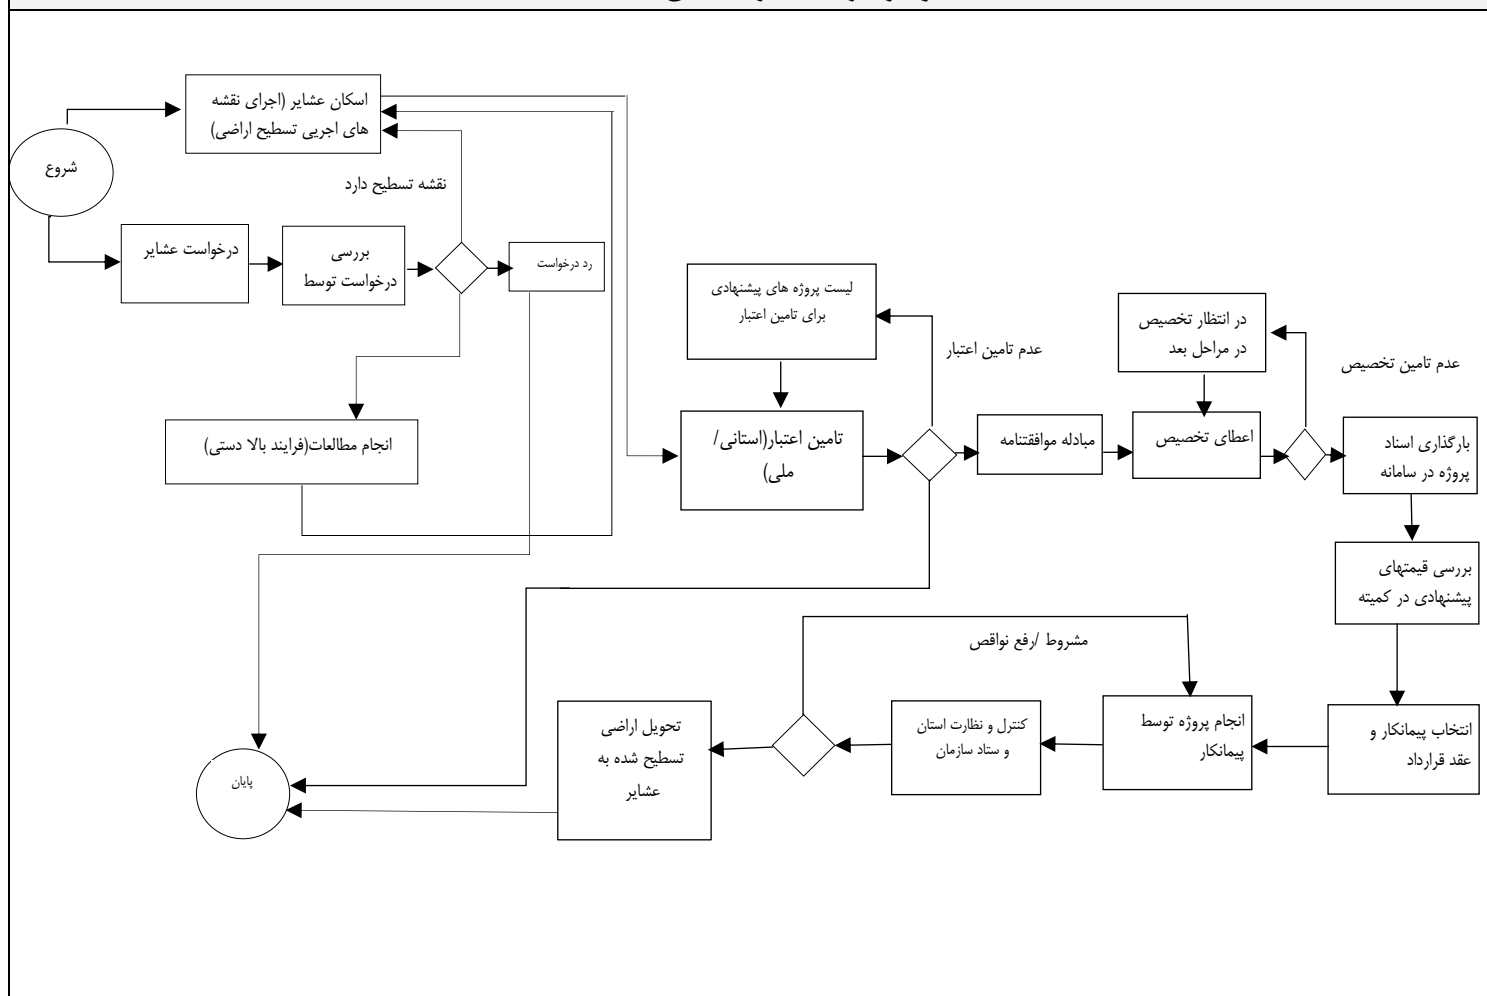 اسکان عشایر (اجرای نقشه
های اجریی تسطیح اراضی)
شروع
نقشه تسطیح دارد
درخواست عشایر
بررسی
درخواست توسط
رد درخواست
انجام مطالعات(فرایند بالا دستی)
لیست پروژه های پیشنهادی
برای تامین اعتبار
عدم تامین اعتبار
تامین اعتبار(استانی/
ملی)
مبادله موافقتنامه
در انتظار تخصیص
در مراحل بعد
عدم تامین تخصیص
اعطای تخصیص
بارگذاری اسناد
پروژه در سامانه
بررسی قیمتهای
پیشنهادی در کمیته
انتخاب پیمانکار و
عقد قرارداد
انجام پروژه توسط
پیمانکار
مشروط /رفع نواقص
کنترل و نظارت استان
و ستاد سازمان
تحویل اراضی
تسطیح شده به
عشایر
پایان